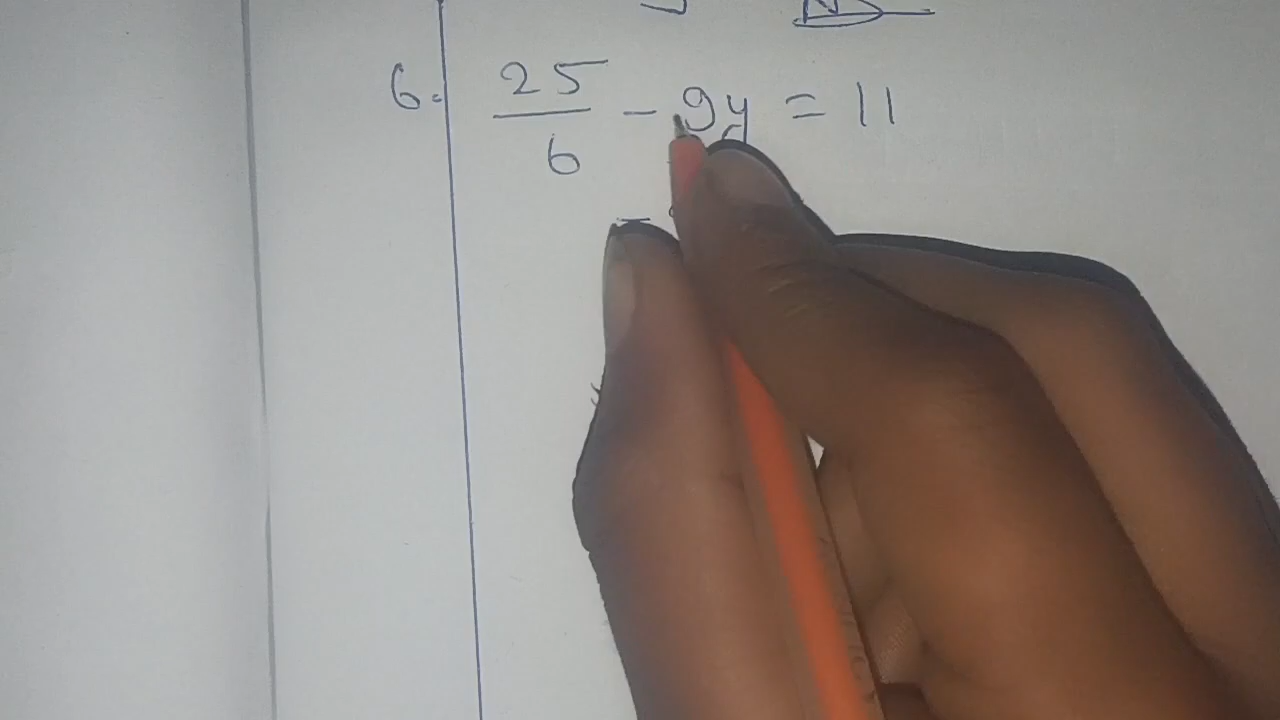 6. 25/6 - 9y = 11